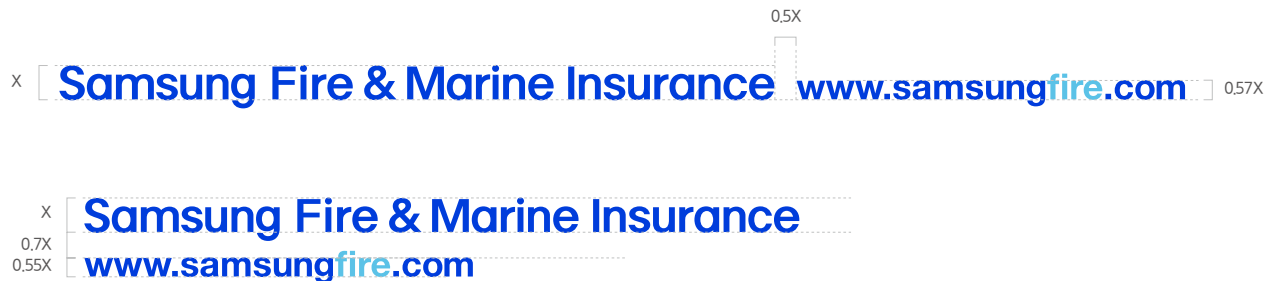 0.5X
X Samsung Fire & Marine Insurance www.samsungfire.com 0.57X
X Samsung Fire & Marine Insurance
0.7X
0.55X www.samsungfire.com